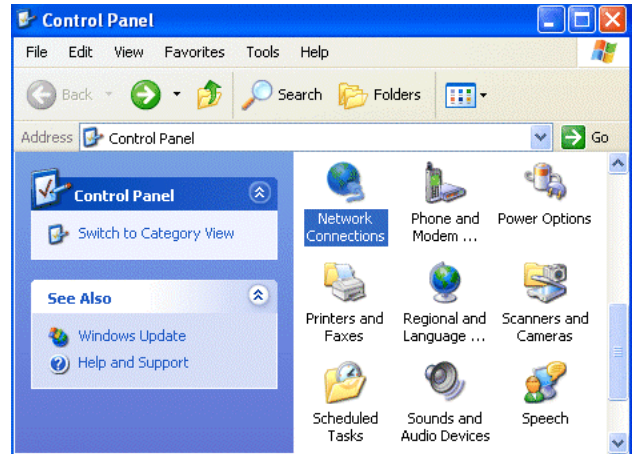 Control Panel
File Edit View Favorites Tools Help
Back Search Folders
Address Control Panel Go
Control Panel
Switch to Category View
See Also
Windows Update
Help and Support
Network
Connections
Phone and
Modem ...
Power Options
Printers and
Faxes
Regional and
Language ...
Scanners and
Cameras
Scheduled
Tasks
Sounds and
Audio Devices
Speech